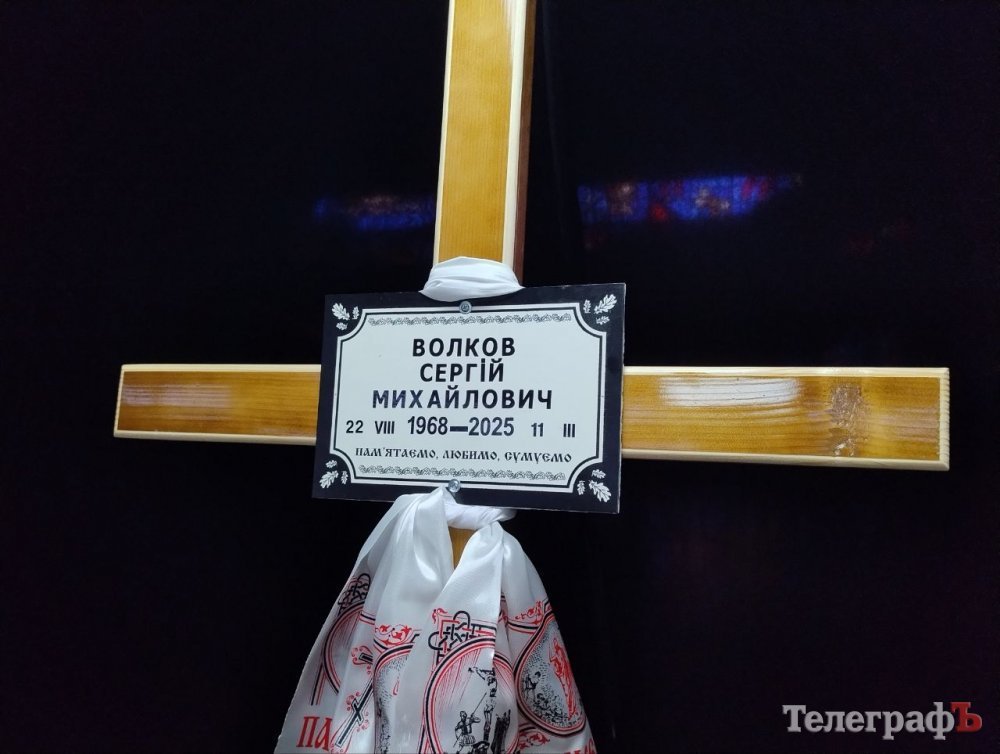 ВОЛКОВ
СЕРГІЙ
МИХАЙЛОВИЧ
22 VIII 1968—2025 11 III
ПАМ'ЯТАЄМО, ЛЮБИМО, СУМУЄМО
ТелеграфЪ